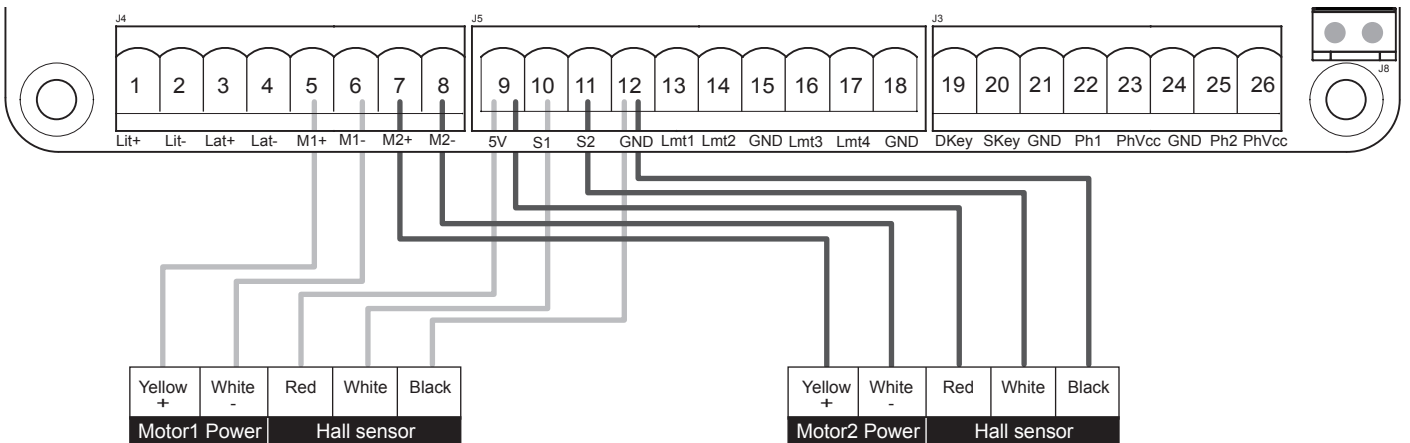 J4 J5 J3
1 2 3 4 5 6 7 8 9 10 11 12 13 14 15 16 17 18 19 20 21 22 23 24 25 26
J8
Lit+ Lit- Lat+ Lat- M1+ M1- M2+ M2- 5V S1 S2 GND Lmt1 Lmt2 GND Lmt3 Lmt4 GND DKey SKey GND Ph1 PhVcc GND Ph2 PhVcc
Yellow White Red White Black Yellow White Red White Black
+ - + -
Motor1 Power Hall sensor Motor2 Power Hall sensor